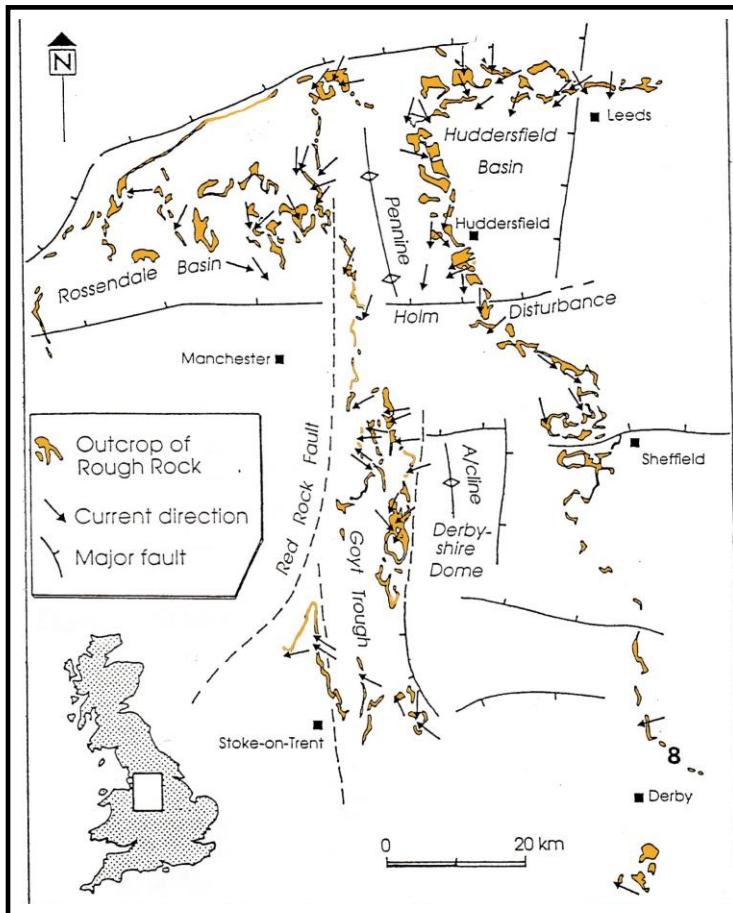 N
Leeds
Huddersfield
Basin
Pennine
Huddersfield
Rossendale Basin
Holm
Disturbance
Manchester
Outcrop of
Rough Rock
Current direction
Major fault
Red Rock Fault
Goyt Trough
A/cline
Derby-
shire
Dome
Sheffield
Stoke-on-Trent
8
Derby
0
20 km